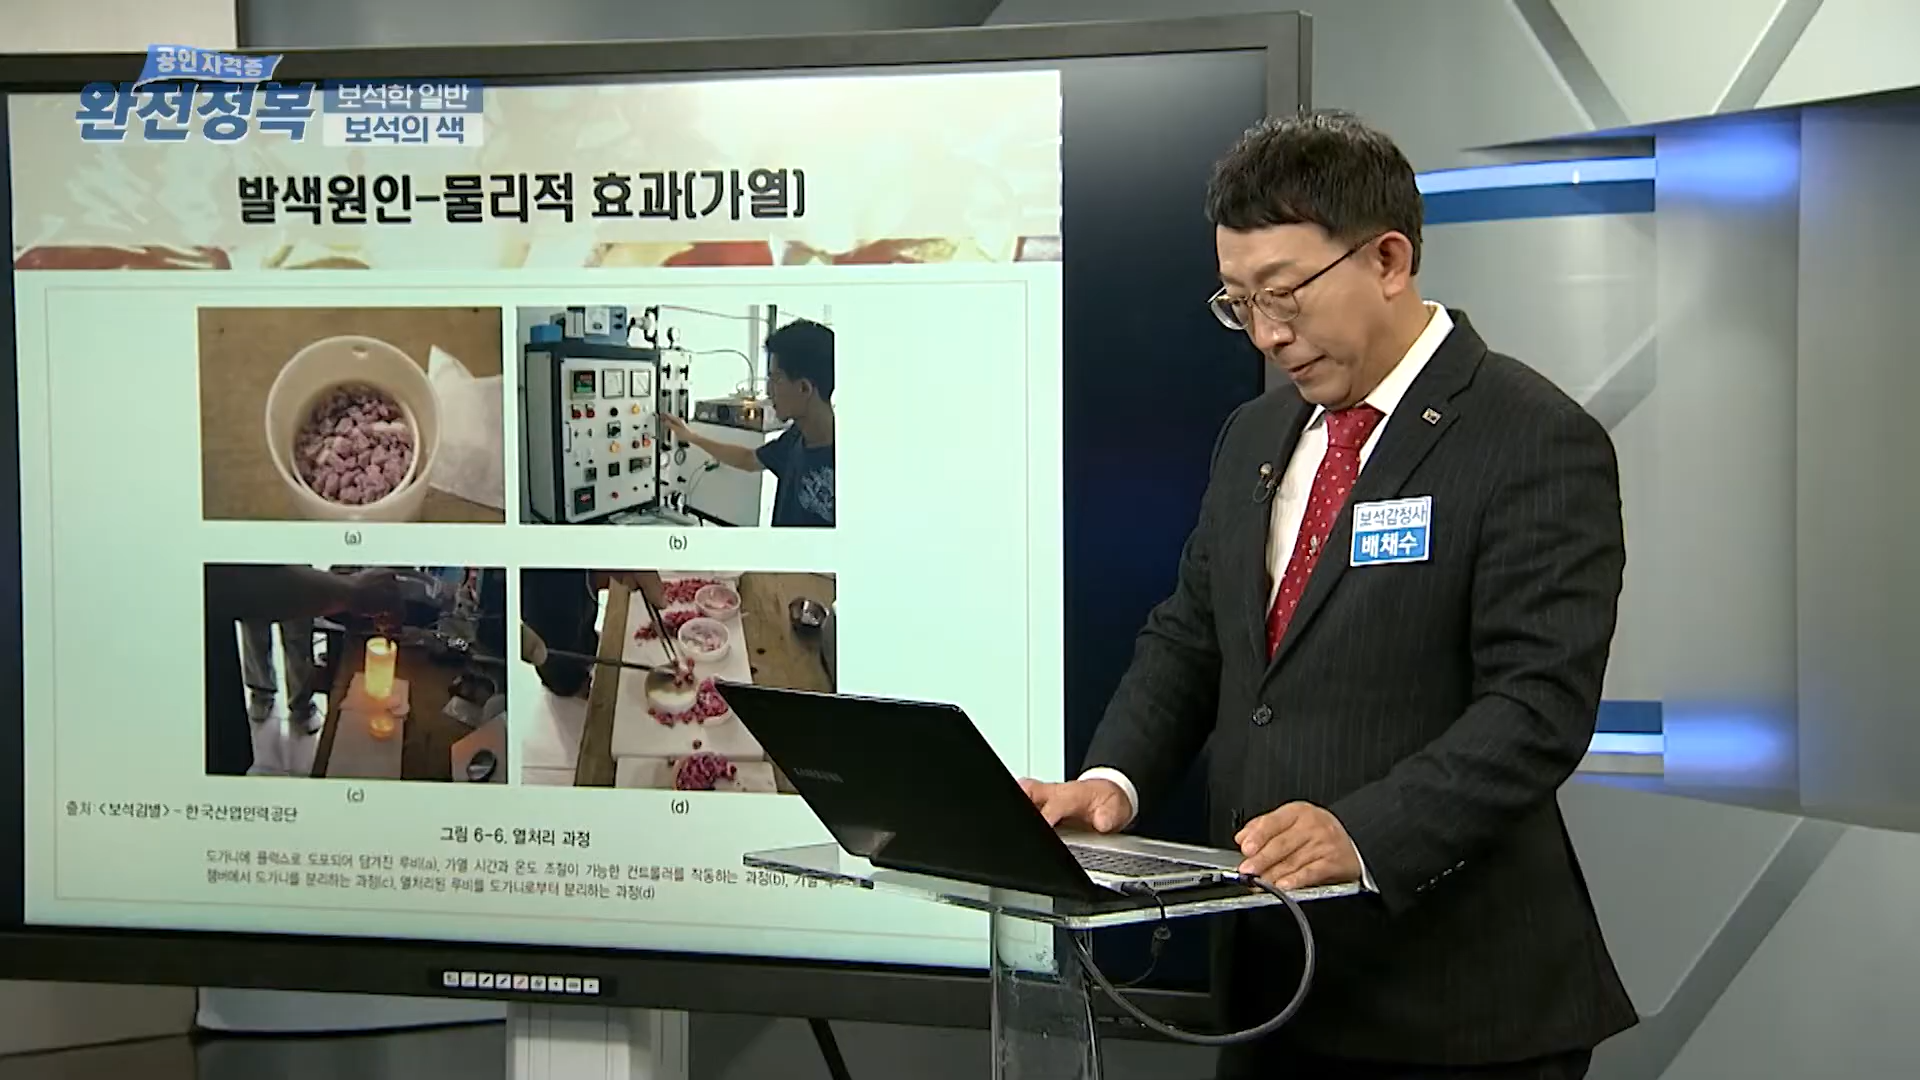 공인 자격증
완전정복
보석학 일반
보석의 색
발색원인-물리적 효과(가열)
(a)
(b)
(c)
(d)
출처:<보석감별> - 한국산업인력공단
그림 6-6. 열처리 과정
도가니에 플럭스로 도포되어 담겨진 루비(a), 가열 시간과 온도 조절이 가능한 컨트롤러를 작동하는 과정(b), 가열
챔버에서 도가니를 분리하는 과정(c), 열처리된 루비를 도가니로부터 분리하는 과정(d)
보석감정사
배채수
SAMSUNG